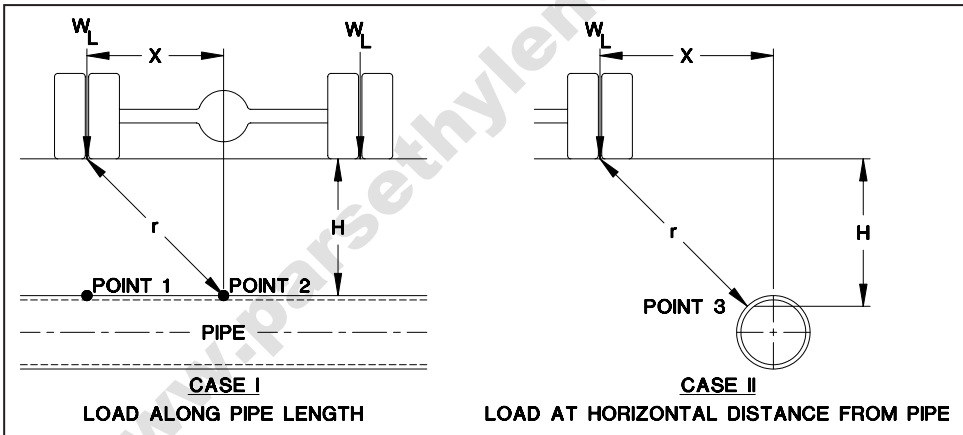 W_L
X
W_L
r
H
POINT 1
POINT 2
PIPE
CASE I
LOAD ALONG PIPE LENGTH
W_L
X
r
H
POINT 3
CASE II
LOAD AT HORIZONTAL DISTANCE FROM PIPE
www.parsethylen